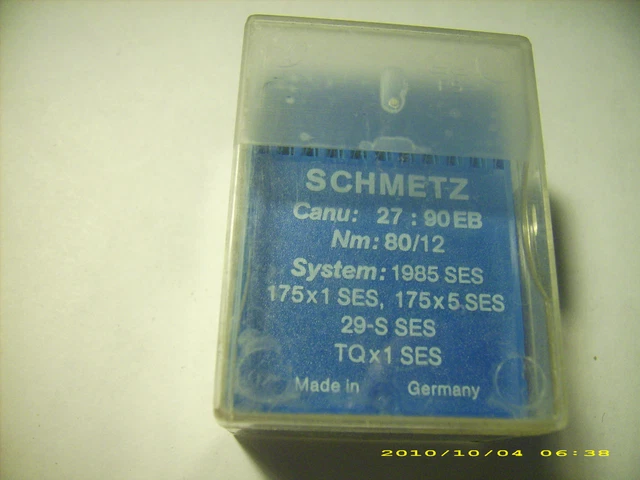 SCHMETZ
Canu: 27 : 90 EB
Nm: 80/12
System: 1985 SES
175x1 SES, 175x5 SES
29-S SES
TQx1 SES
Made in Germany
2010/10/04 06:38